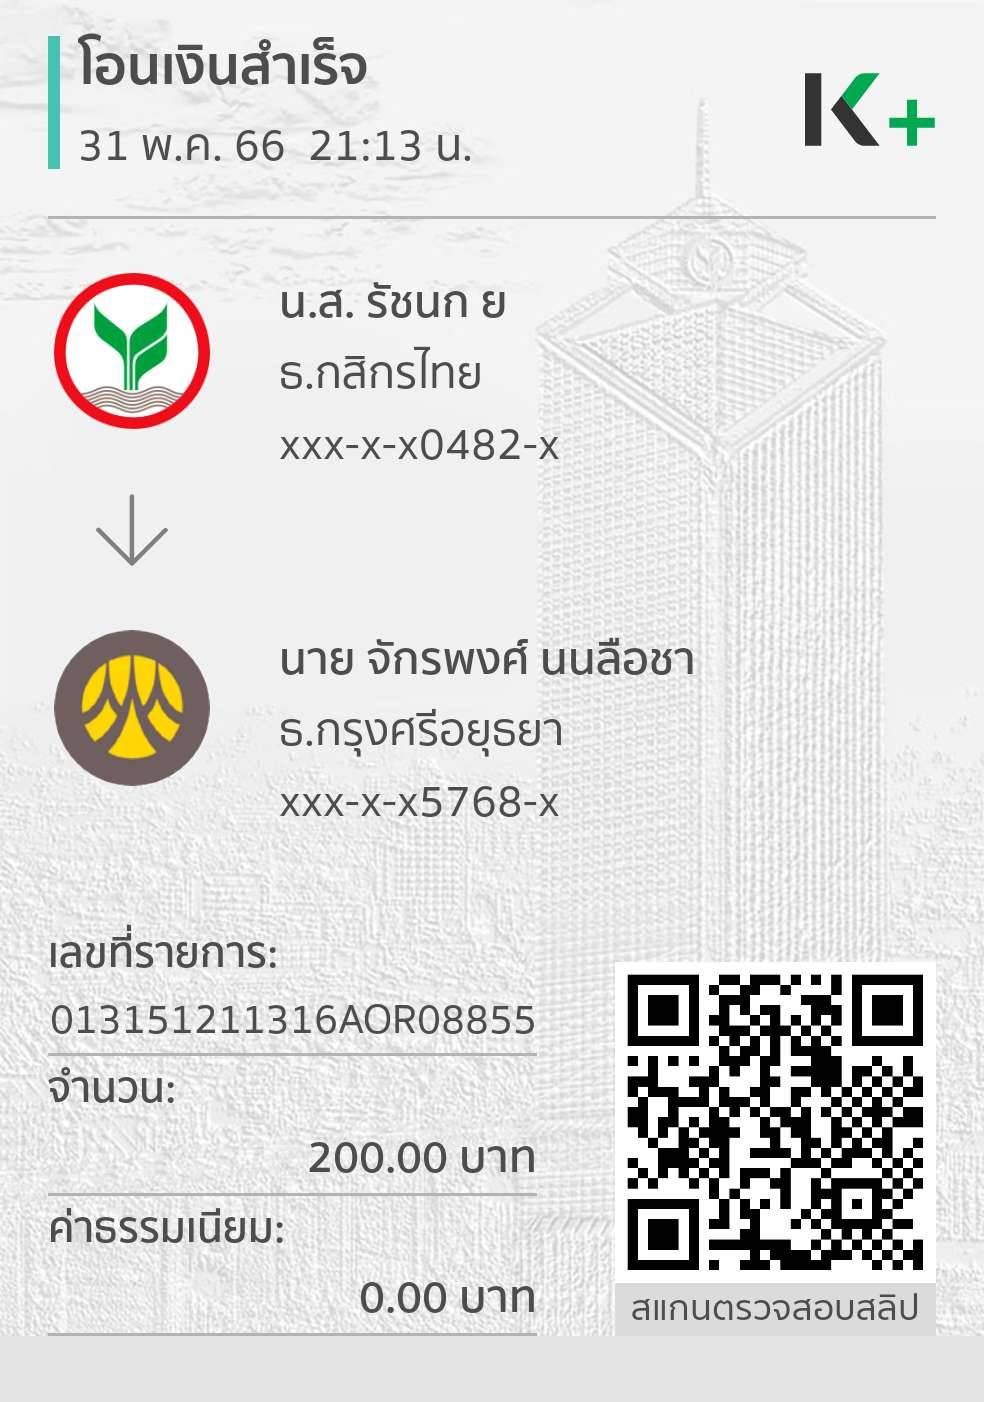 โอนเงินสำเร็จ
31 พ.ค. 66  21:13 น.
K+
น.ส. รัชนก ย
ธ.กสิกรไทย
xxx-x-x0482-x
นาย จักรพงศ์ นนลือชา
ธ.กรุงศรีอยุธยา
xxx-x-x5768-x
เลขที่รายการ:
013151211316AOR08855
จำนวน:
200.00 บาท
ค่าธรรมเนียม:
0.00 บาท
สแกนตรวจสอบสลิป